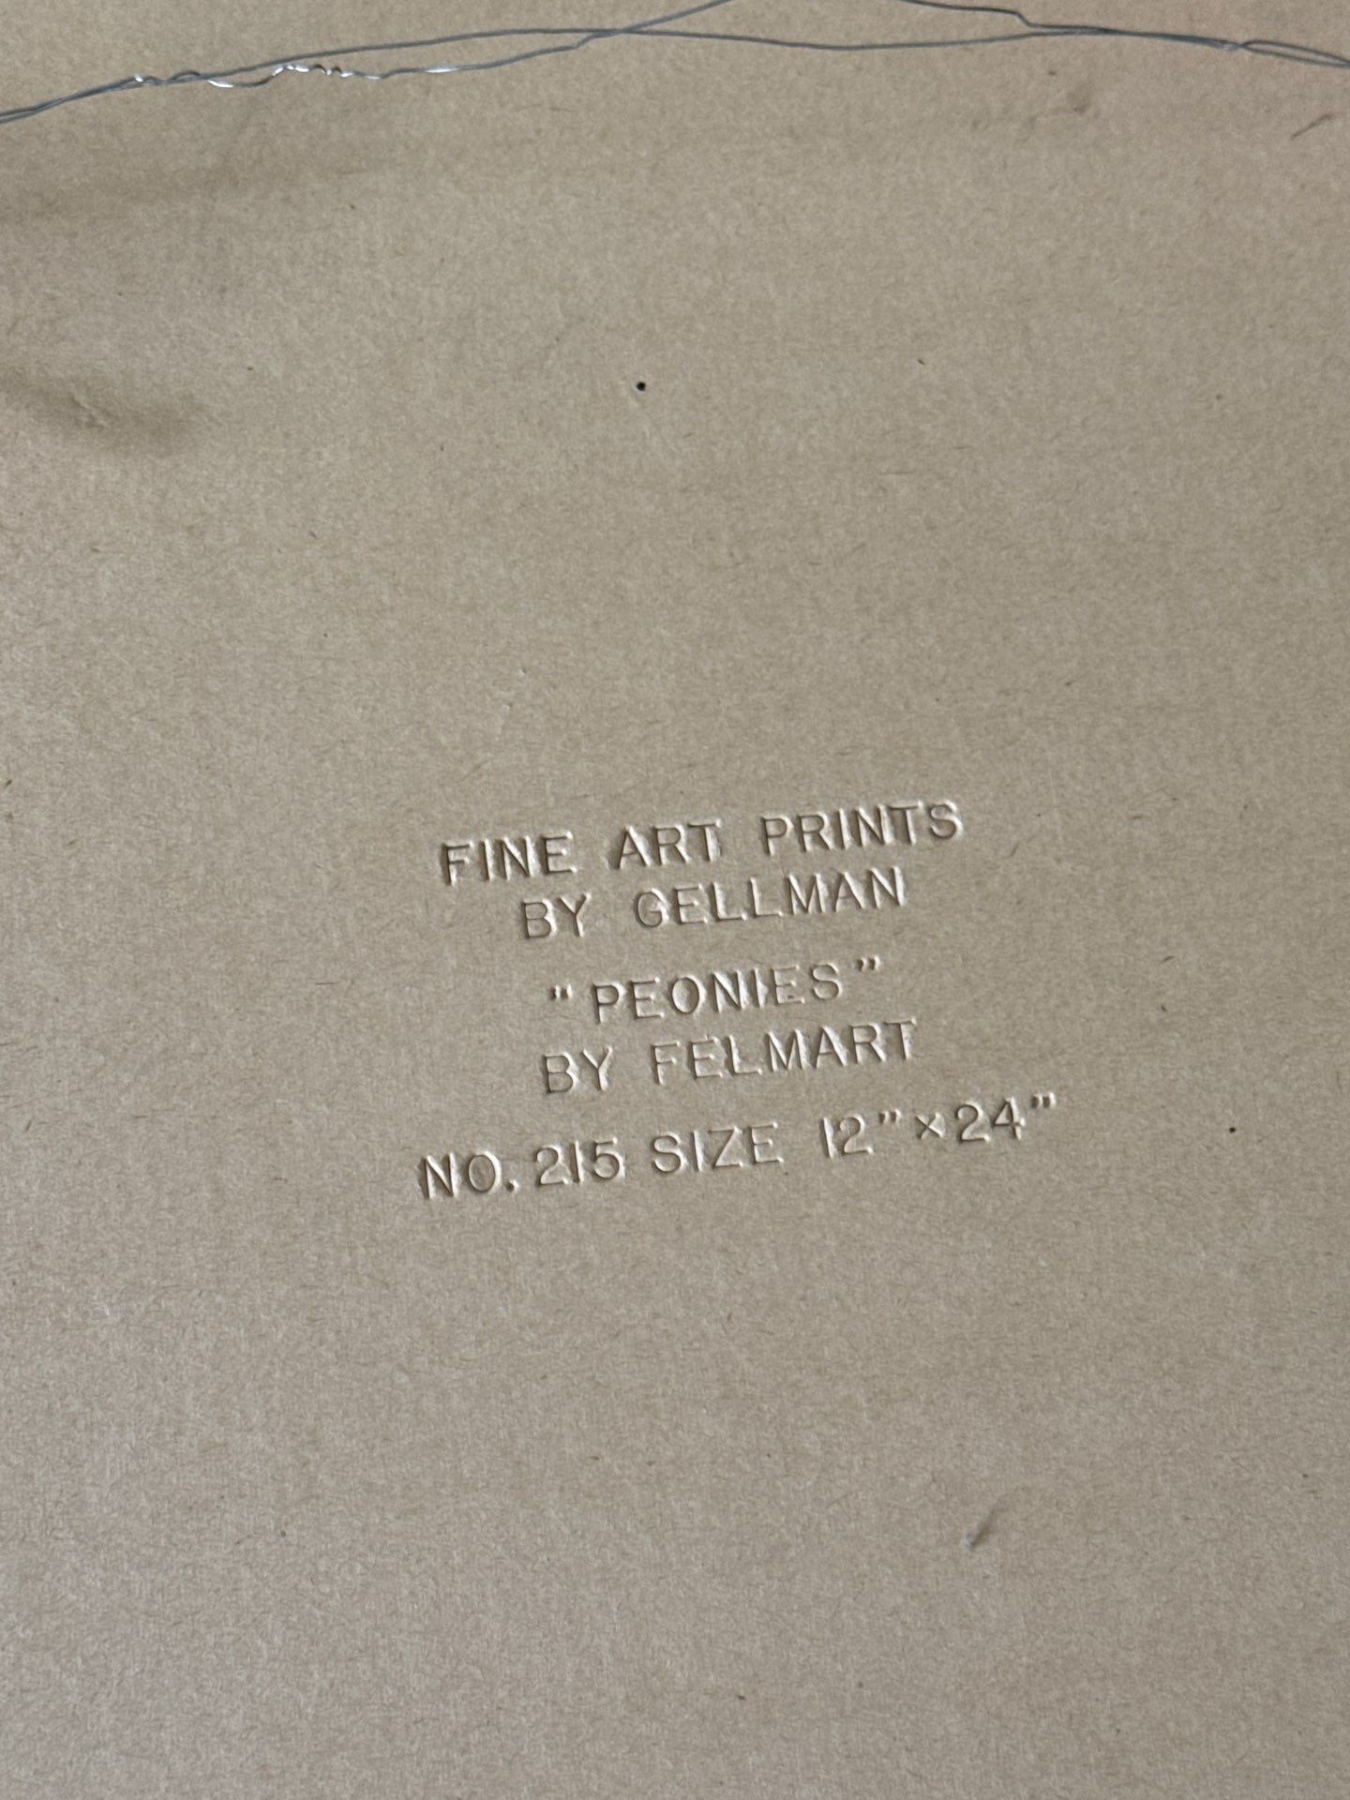 FINE ART PRINTS
BY GELLMAN
"PEONIES"
BY FELMART
NO. 215 SIZE 12"×24"